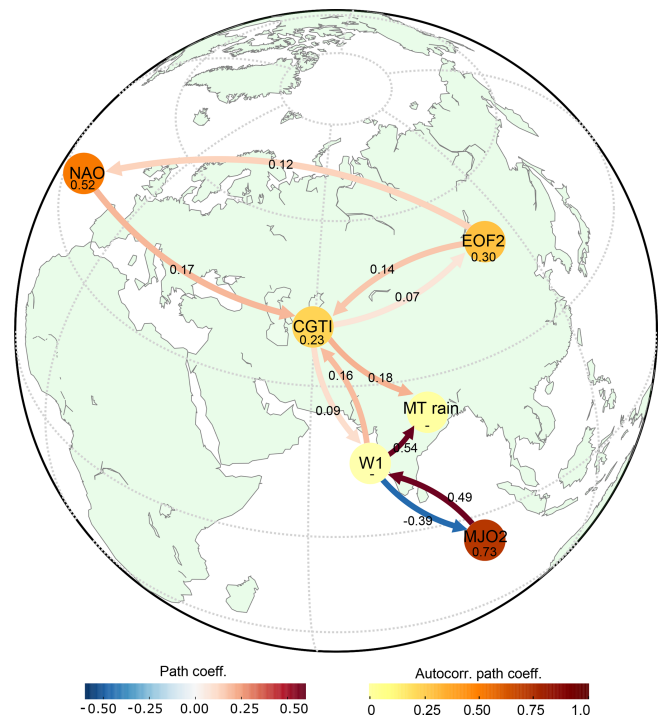 0.12
NAO
0.52
EOF2
0.30
0.17
0.14
0.07
CGTI
0.23
0.16
0.18
0.09
MT rain
-
0.54
W1
-
0.49
-0.39
MJO2
0.73
Path coeff.
Autocorr. path coeff.
-0.50 -0.25 0.00 0.25 0.50
0 0.25 0.50 0.75 1.0